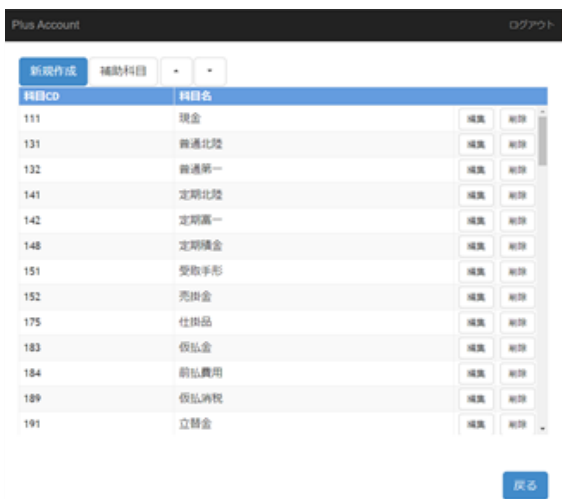 Plus Account ログアウト
新規作成 補助科目
科目CD 科目名
111 現金 編集 削除
131 普通北陸 編集 削除
132 普通第一 編集 削除
141 定期北陸 編集 削除
142 定期富一 編集 削除
148 定期積金 編集 削除
151 受取手形 編集 削除
152 売掛金 編集 削除
175 仕掛品 編集 削除
183 仮払金 編集 削除
184 前払費用 編集 削除
189 仮払消税 編集 削除
191 立替金 編集 削除
戻る